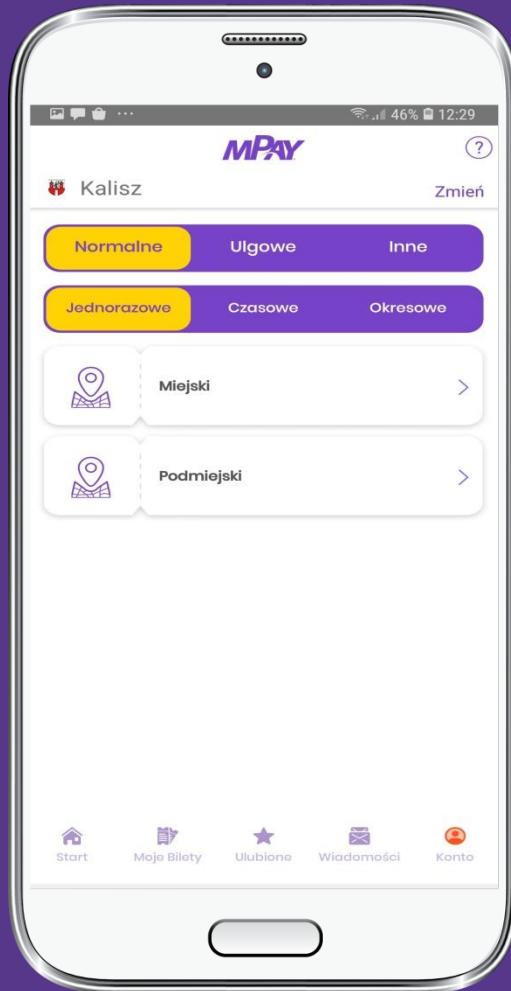 46% 12:29
mPAY
?
Kalisz
Zmień
Normalne Ulgowe Inne
Jednorazowe Czasowe Okresowe
Miejski
Podmiejski
Start Moje Bilety Ulubione Wiadomości Konto